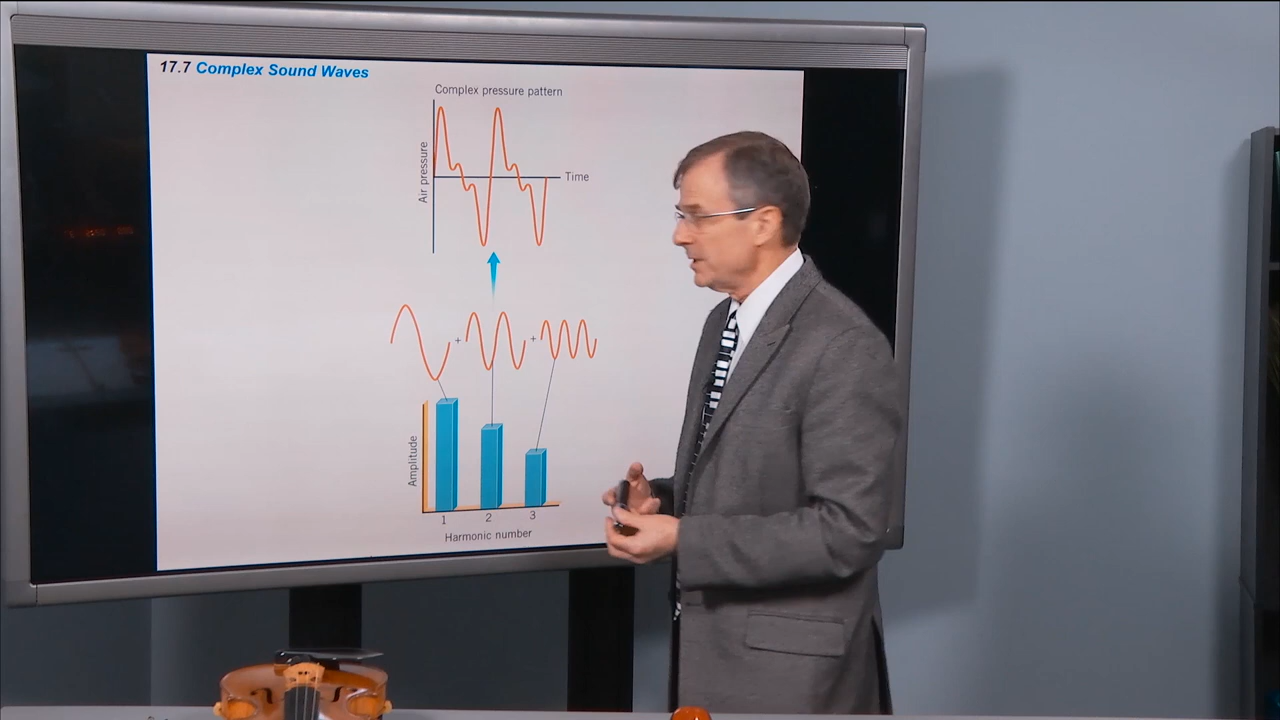 17.7 Complex Sound Waves
Complex pressure pattern
Air pressure
Time
+
+
Amplitude
1 2 3
Harmonic number